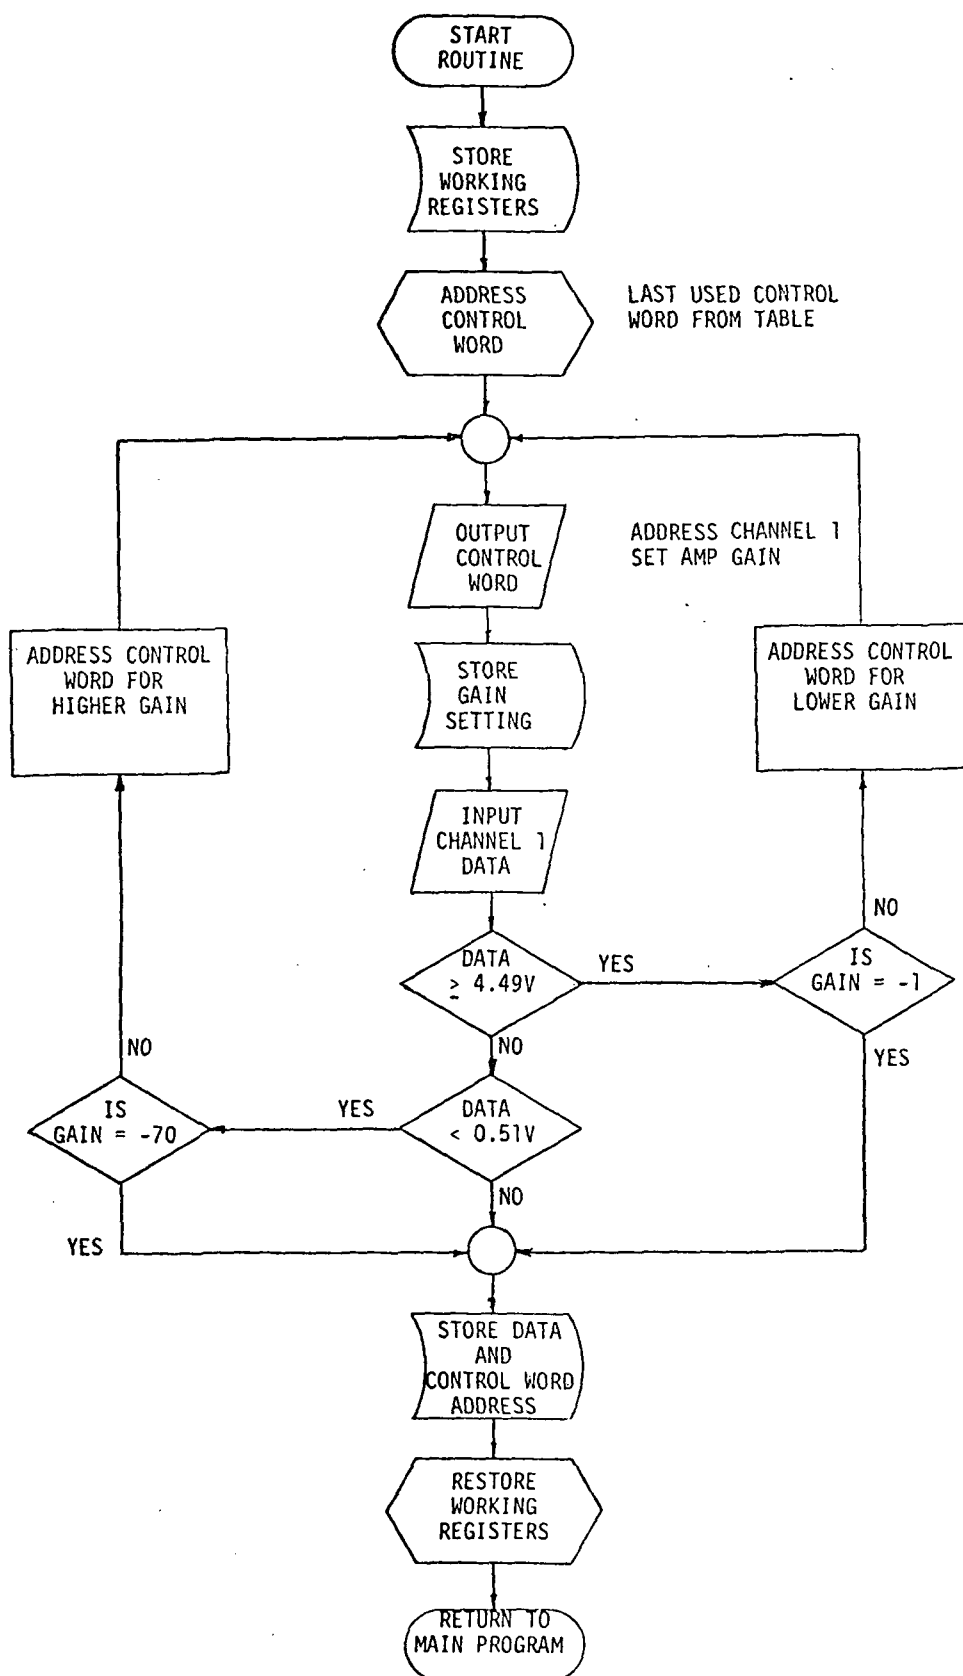 START
ROUTINE
STORE
WORKING
REGISTERS
ADDRESS
CONTROL
WORD
LAST USED CONTROL
WORD FROM TABLE
OUTPUT
CONTROL
WORD
ADDRESS CHANNEL 1
SET AMP GAIN
ADDRESS CONTROL
WORD FOR
HIGHER GAIN
STORE
GAIN
SETTING
ADDRESS CONTROL
WORD FOR
LOWER GAIN
INPUT
CHANNEL 1
DATA
NO
DATA
≥ 4.49V
YES
IS
GAIN = -1
NO
NO
YES
IS
GAIN = -70
YES
DATA
< 0.51V
NO
YES
STORE DATA
AND
CONTROL WORD
ADDRESS
RESTORE
WORKING
REGISTERS
RETURN TO
MAIN PROGRAM